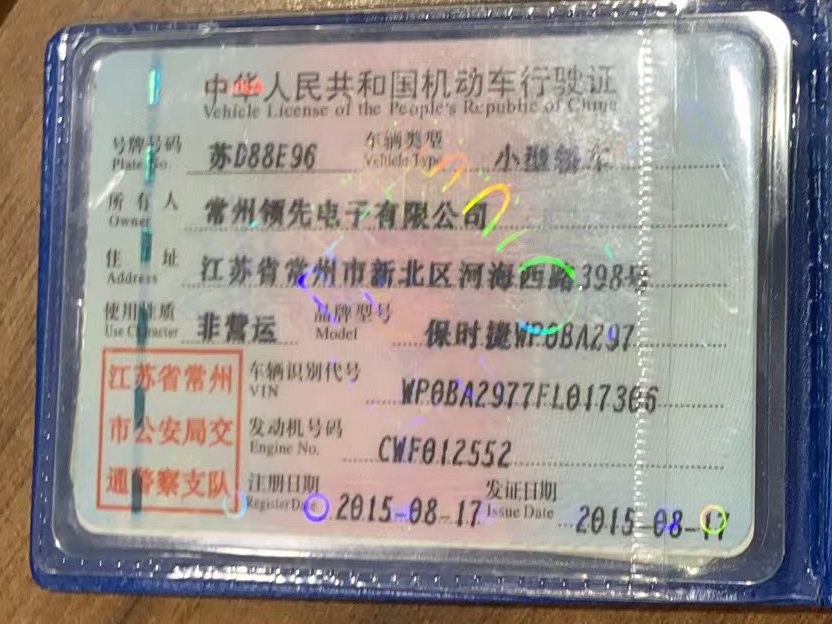 中华人民共和国机动车行驶证
Vehicle License of the People's Republic of China
号牌号码 苏D88E96 车辆类型 小型轿车
Plate No. Vehicle Type
所有人 常州领先电子有限公司
Owner
住址 江苏省常州市新北区河海西路398号
Address
使用性质 非营运 品牌型号 保时捷WP0BA297
Use Character Model
江苏省常州
市公安局交
通警察支队
车辆识别代号 WP0BA2977FL017306
VIN
发动机号码 CWF012552
Engine No.
注册日期 2015-08-17 发证日期 2015-08-17
Register Date Issue Date